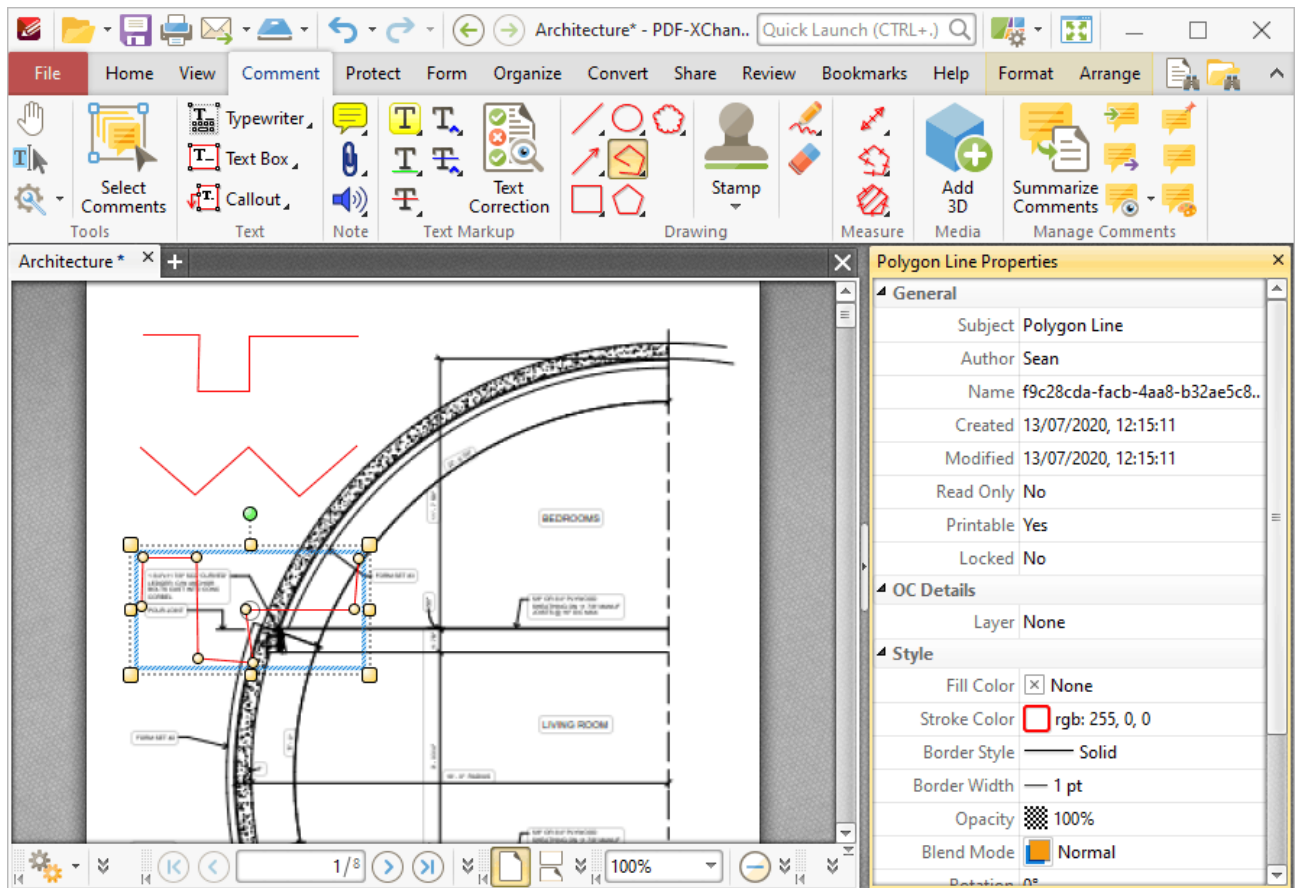 Architecture* - PDF-XChan.. Quick Launch (CTRL+.)
File Home View Comment Protect Form Organize Convert Share Review Bookmarks Help Format Arrange
Select Comments
Tools
Typewriter
Text Box
Callout
Text
Note
Text Correction
Text Markup
Stamp
Drawing
Measure
Add 3D
Media
Summarize Comments
Manage Comments
Architecture *
BEDROOMS
LIVING ROOM
1/8
100%
Polygon Line Properties
General
Subject Polygon Line
Author Sean
Name f9c28cda-facb-4aa8-b32ae5c8..
Created 13/07/2020, 12:15:11
Modified 13/07/2020, 12:15:11
Read Only No
Printable Yes
Locked No
OC Details
Layer None
Style
Fill Color None
Stroke Color rgb: 255, 0, 0
Border Style Solid
Border Width 1 pt
Opacity 100%
Blend Mode Normal
Rotation 0°